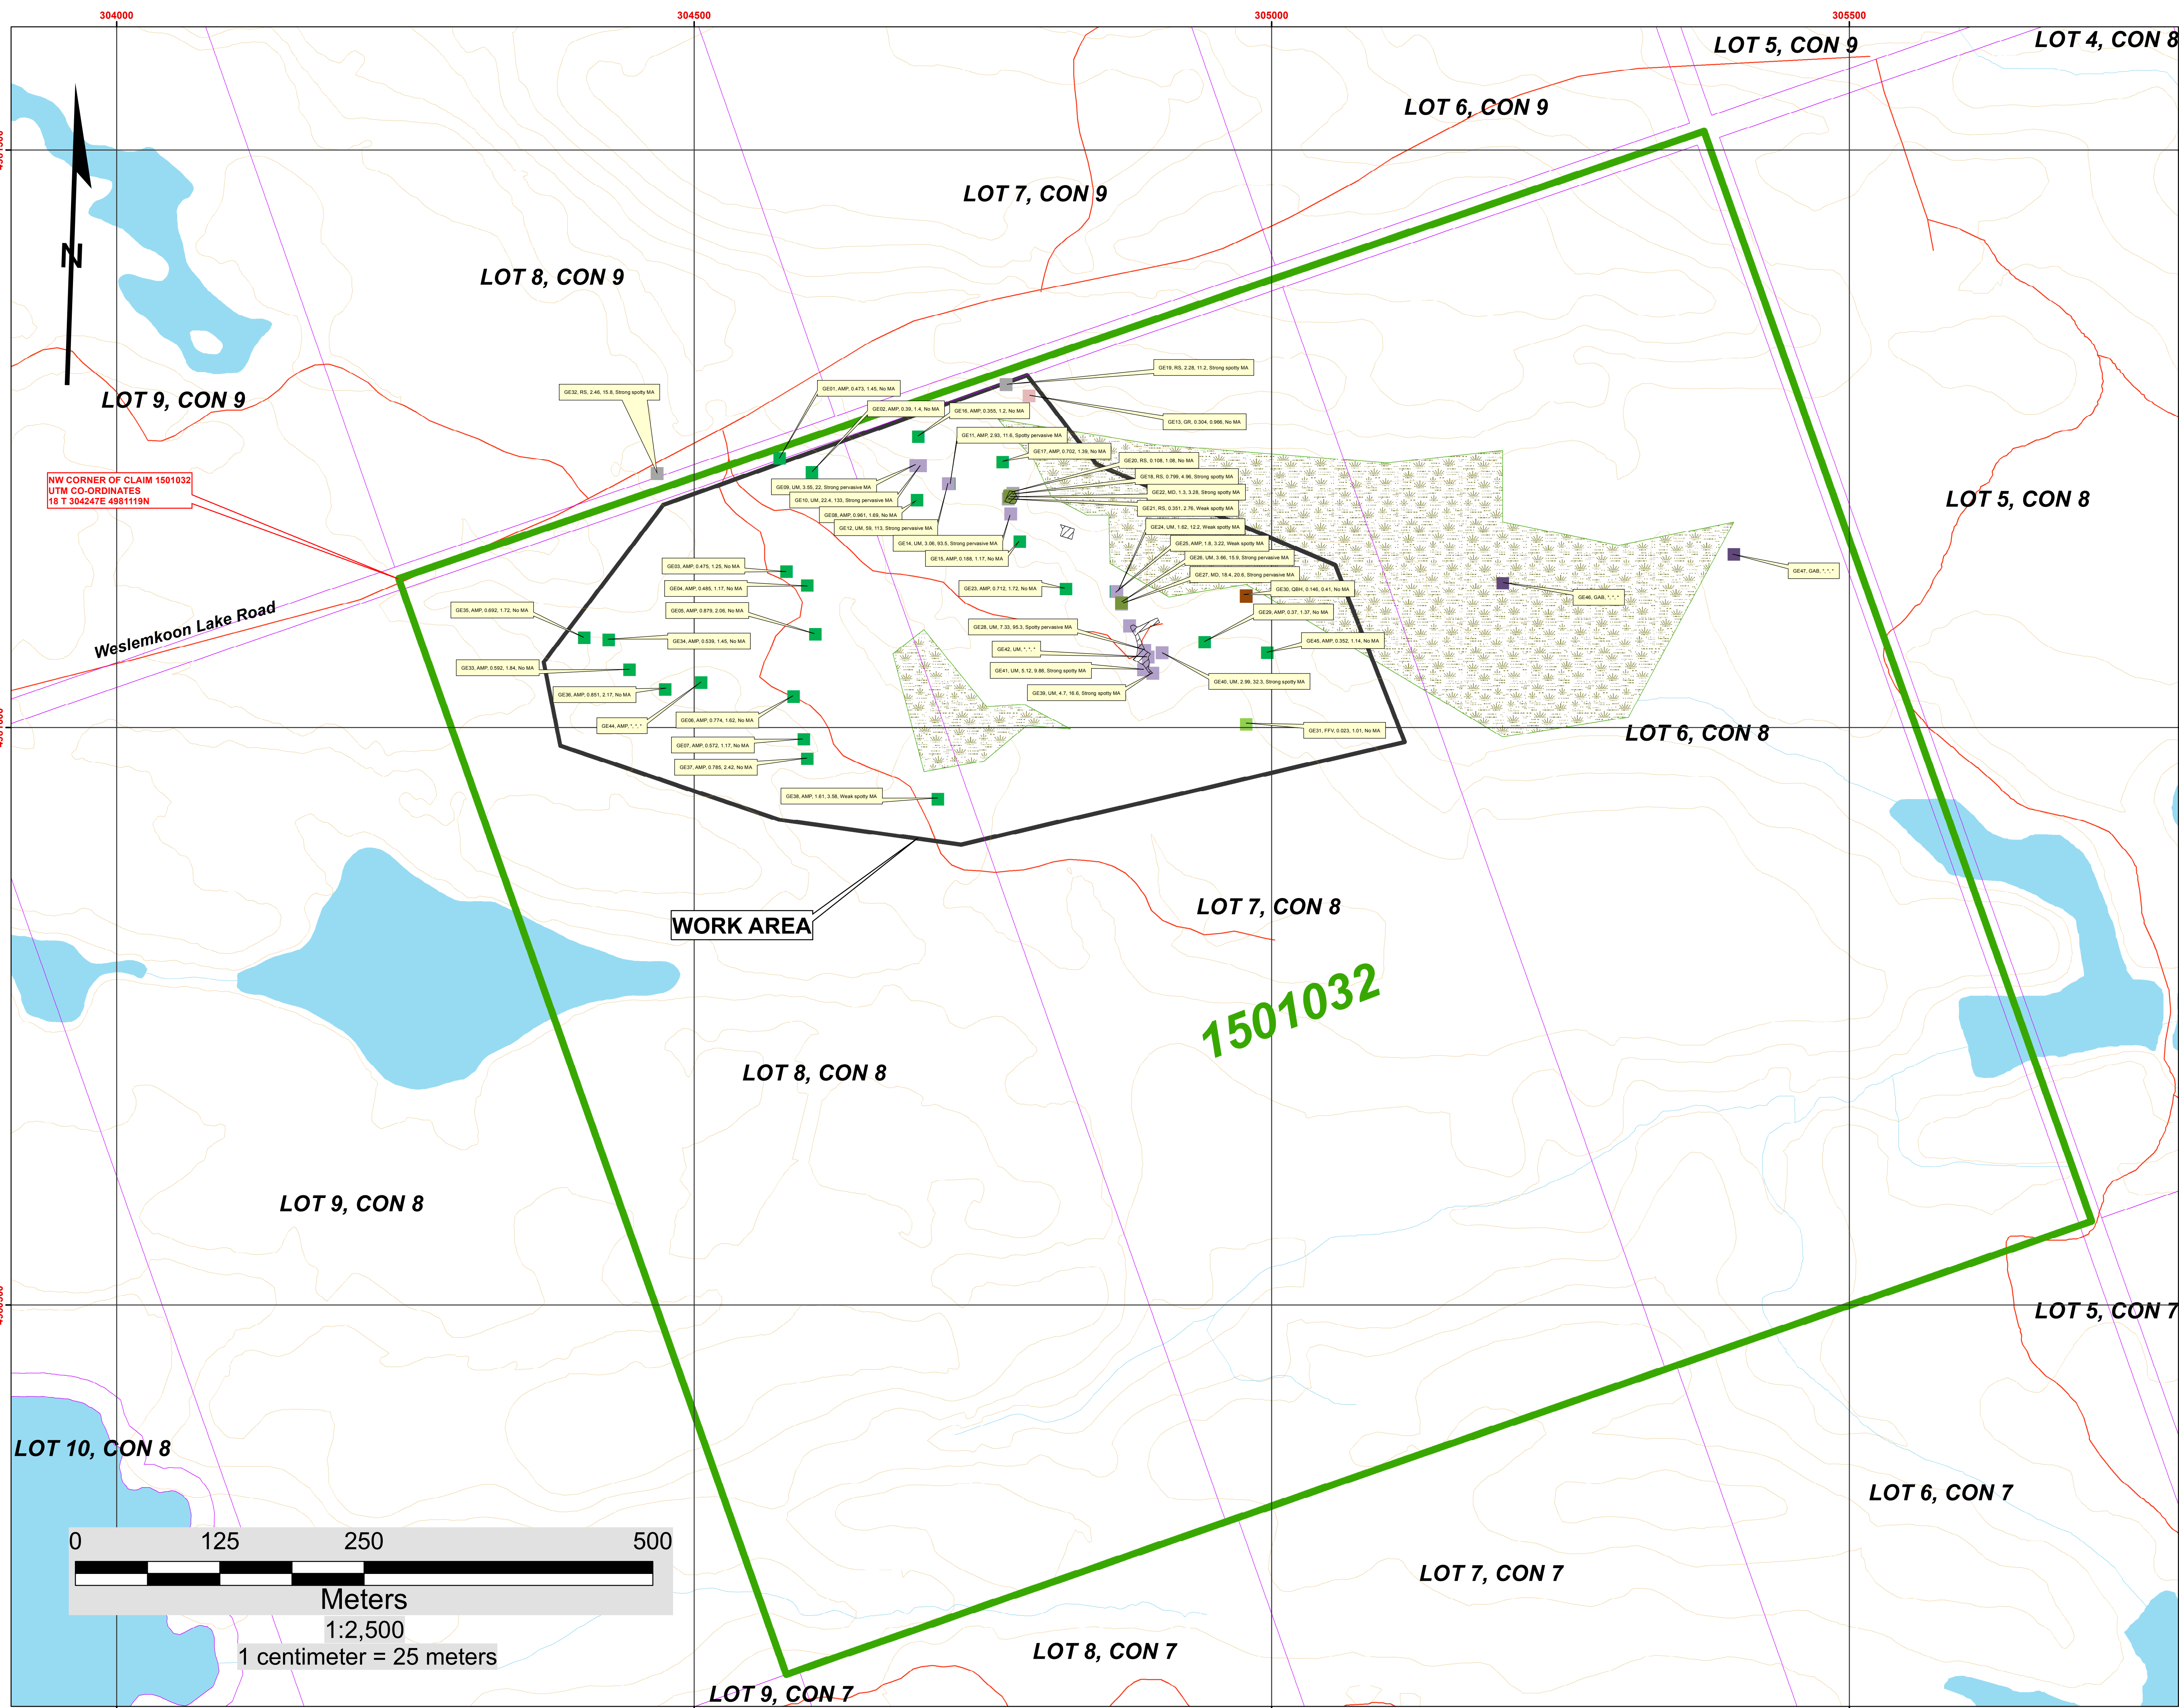 304000
304500
305000
305500
LOT 5, CON 9
LOT 4, CON 8
LOT 6, CON 9
LOT 7, CON 9
N
LOT 8, CON 9
LOT 9, CON 9
GE19, RS, 2.28, 11.2, Strong spotty MA
GE32, RS, 2.46, 15.8, Strong spotty MA
GE01, AMP, 0.473, 1.45, No MA
GE02, AMP, 0.39, 1.4, No MA
GE16, AMP, 0.355, 1.2, No MA
GE13, GR, 0.304, 0.986, No MA
GE11, AMP, 2.93, 11.6, Spotty pervasive MA
GE17, AMP, 0.702, 1.39, No MA
GE20, RS, 0.108, 1.06, No MA
GE18, RS, 0.799, 4.96, Strong spotty MA
NW CORNER OF CLAIM 1501032
UTM CO-ORDINATES
18 T 304247E 4981119N
GE09, UM, 3.55, 22, Strong pervasive MA
GE22, MD, 1.3, 3.28, Strong spotty MA
GE10, UM, 22.4, 133, Strong pervasive MA
LOT 5, CON 8
GE21, RS, 0.351, 2.76, Weak spotty MA
GE08, AMP, 0.961, 1.69, No MA
GE12, UM, 59, 113, Strong pervasive MA
GE24, UM, 1.62, 12.2, Weak spotty MA
GE14, UM, 3.06, 93.5, Strong pervasive MA
GE25, AMP, 1.8, 3.22, Weak spotty MA
GE15, AMP, 0.188, 1.17, No MA
GE26, UM, 3.66, 15.9, Strong pervasive MA
GE03, AMP, 0.475, 1.25, No MA
GE27, MD, 18.4, 20.6, Strong pervasive MA
GE47, GAB, *, *, *
GE04, AMP, 0.485, 1.17, No MA
GE23, AMP, 0.712, 1.72, No MA
GE30, QBH, 0.146, 0.41, No MA
GE46, GAB, *, *, *
GE35, AMP, 0.692, 1.72, No MA
GE05, AMP, 0.879, 2.06, No MA
GE29, AMP, 0.37, 1.37, No MA
Weslemkoon Lake Road
GE28, UM, 7.33, 95.3, Spotty pervasive MA
GE34, AMP, 0.539, 1.45, No MA
GE45, AMP, 0.352, 1.14, No MA
GE42, UM, *, *, *
GE33, AMP, 0.592, 1.84, No MA
GE41, UM, 5.12, 9.86, Strong spotty MA
GE40, UM, 2.99, 32.3, Strong spotty MA
GE36, AMP, 0.851, 2.17, No MA
GE39, UM, 4.7, 16.6, Strong spotty MA
GE44, AMP, *, *, *
GE06, AMP, 0.774, 1.62, No MA
GE31, FFV, 0.023, 1.01, No MA
LOT 6, CON 8
GE07, AMP, 0.572, 1.17, No MA
GE37, AMP, 0.785, 2.42, No MA
GE38, AMP, 1.61, 3.58, Weak spotty MA
WORK AREA
LOT 7, CON 8
1501032
LOT 8, CON 8
LOT 9, CON 8
LOT 5, CON 7
LOT 10, CON 8
LOT 6, CON 7
0 125 250 500
Meters
1:2,500
1 centimeter = 25 meters
LOT 7, CON 7
LOT 8, CON 7
LOT 9, CON 7